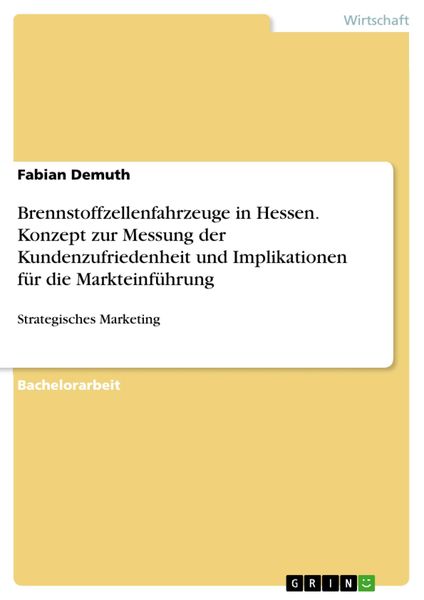 Wirtschaft
Fabian Demuth
Brennstoffzellenfahrzeuge in Hessen.
Konzept zur Messung der
Kundenzufriedenheit und Implikationen
für die Markteinführung
Strategisches Marketing
Bachelorarbeit
GRIN